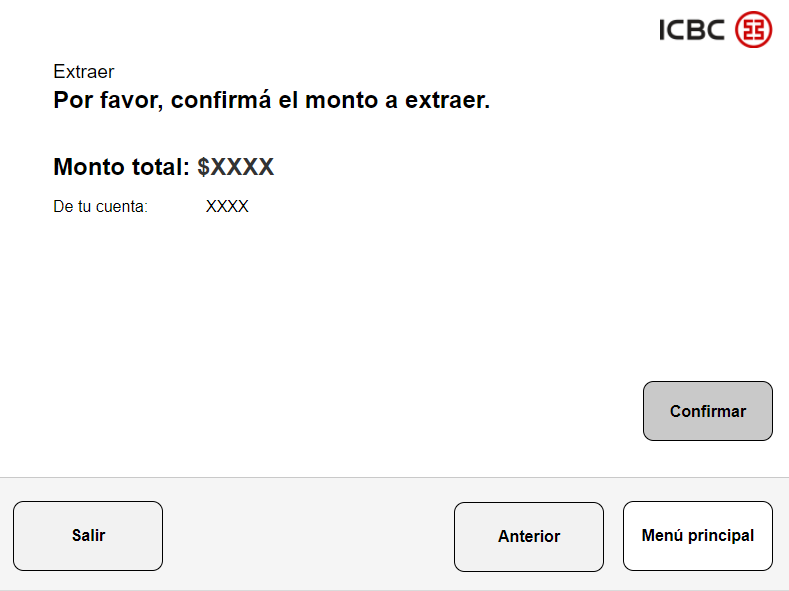 ICBC
Extraer
Por favor, confirmá el monto a extraer.
Monto total: $XXXX
De tu cuenta: XXXX
Confirmar
Salir
Anterior
Menú principal